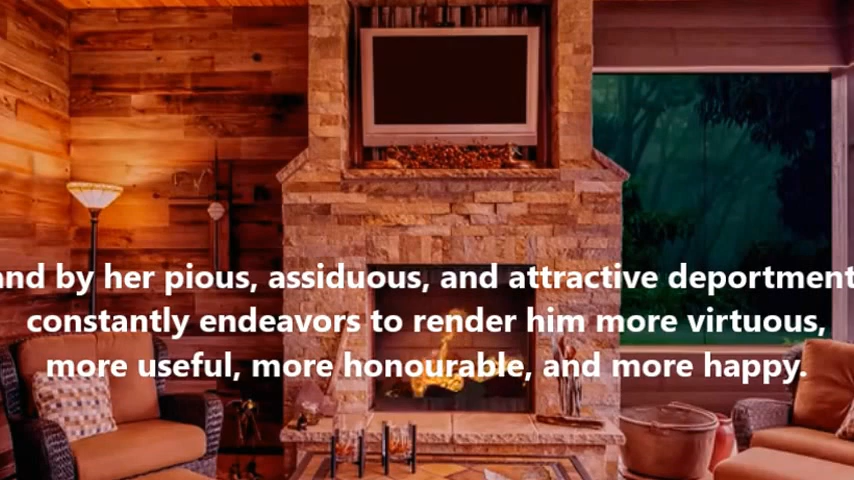 and by her pious, assiduous, and attractive deportment
constantly endeavors to render him more virtuous,
more useful, more honourable, and more happy.